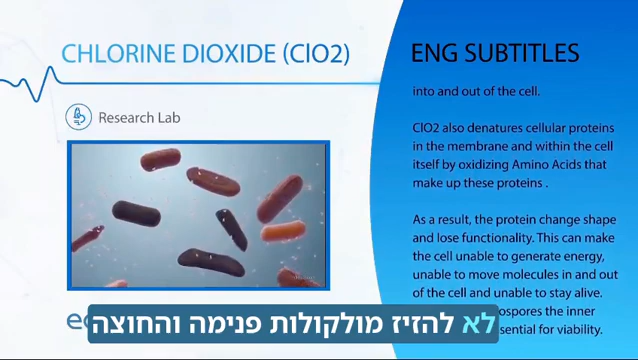 CHLORINE DIOXIDE (ClO2)
ENG SUBTITLES
Research Lab
into and out of the cell.
ClO2 also denatures cellular proteins
in the membrane and within the cell
itself by oxidizing Amino Acids that
make up these proteins .
As a result, the protein change shape
and lose functionality. This can make
the cell unable to generate energy,
unable to move molecules in and out
of the cell and unable to stay alive.
ospores the inner
sential for viability.
לא להזיז מולקולות פנימה והחוצה